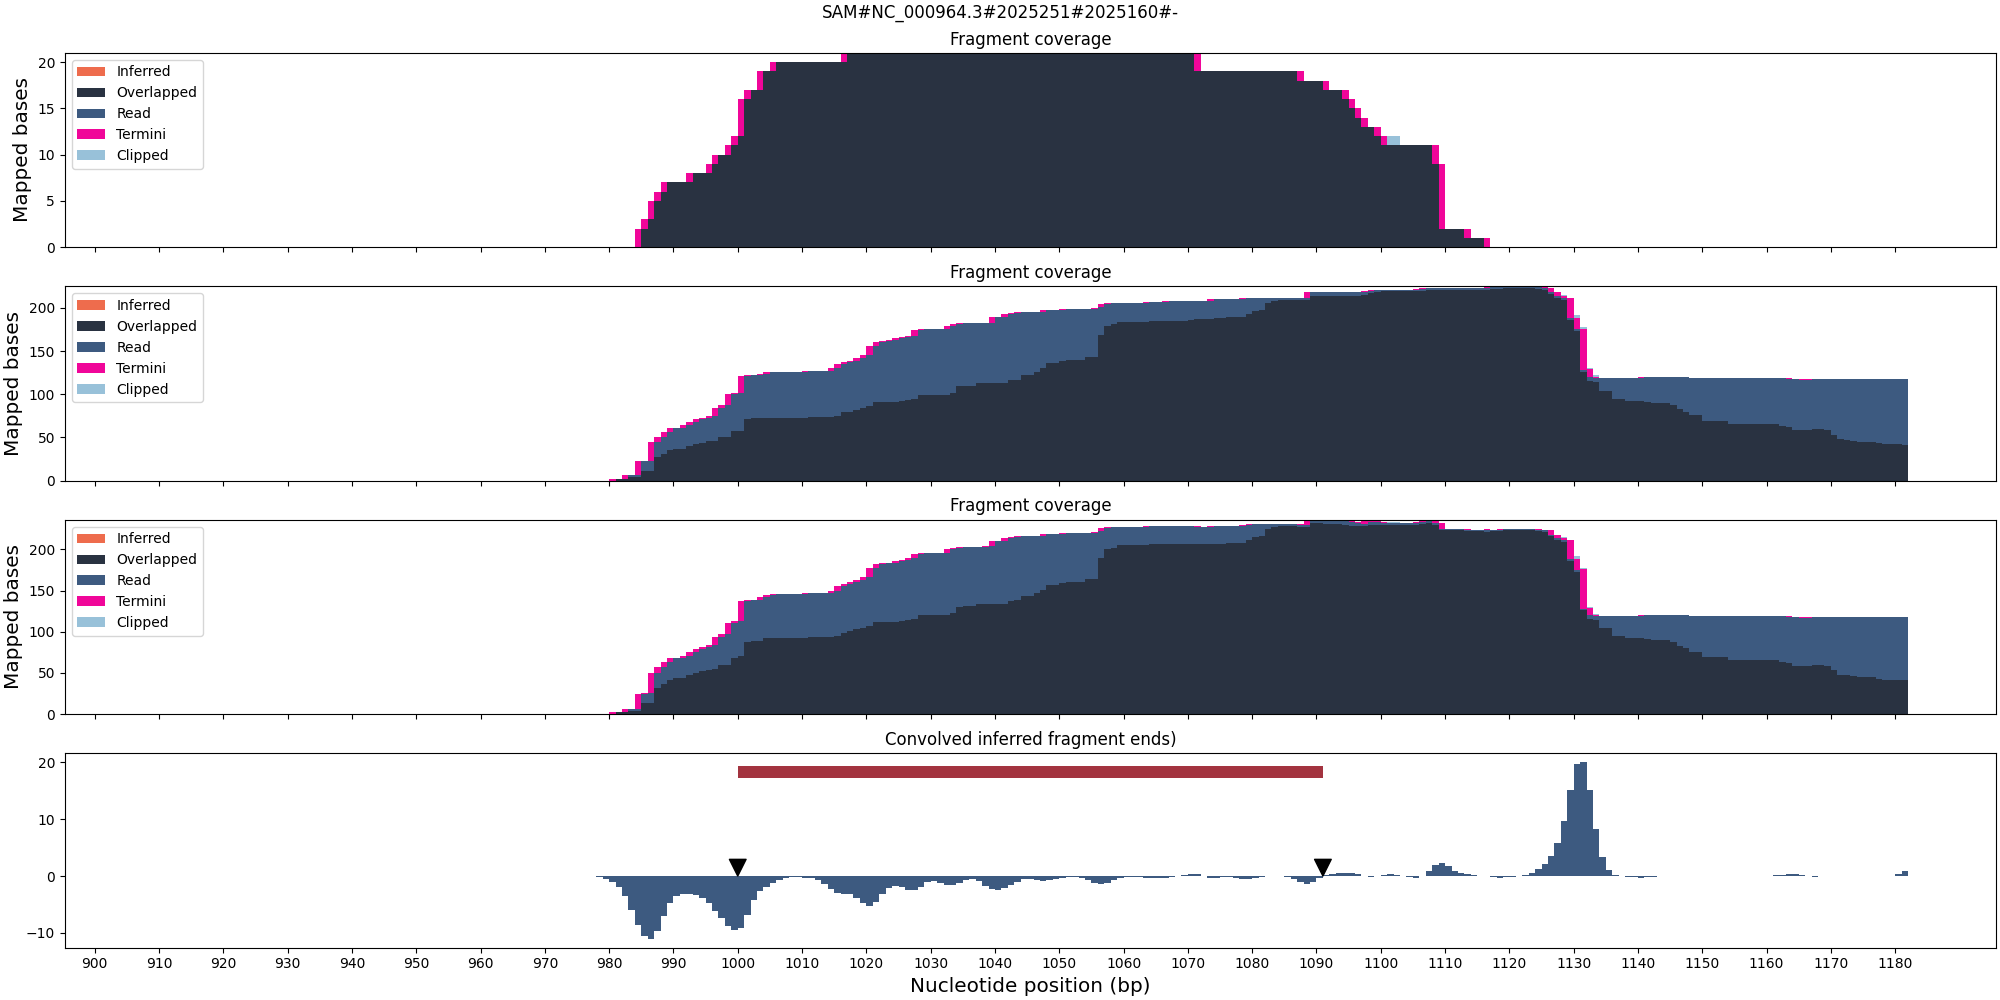 SAM#NC_000964.3#2025251#2025160#-
Fragment coverage
20
15
10
5
0
Mapped bases
Inferred
Overlapped
Read
Termini
Clipped
Fragment coverage
200
150
100
50
0
Mapped bases
Inferred
Overlapped
Read
Termini
Clipped
Fragment coverage
200
150
100
50
0
Mapped bases
Inferred
Overlapped
Read
Termini
Clipped
Convolved inferred fragment ends)
20
10
0
−10
900 910 920 930 940 950 960 970 980 990 1000 1010 1020 1030 1040 1050 1060 1070 1080 1090 1100 1110 1120 1130 1140 1150 1160 1170 1180
Nucleotide position (bp)